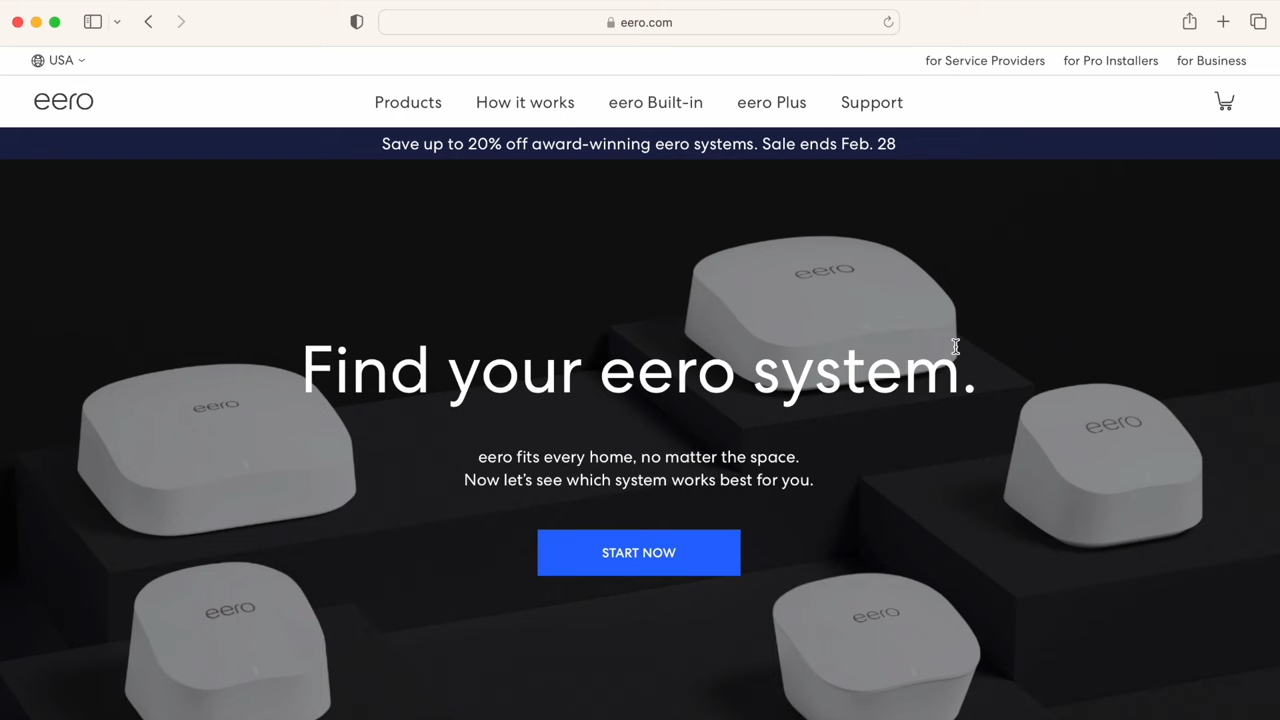 eero.com
USA
for Service Providers
for Pro Installers
for Business
eero
Products
How it works
eero Built-in
eero Plus
Support
Save up to 20% off award-winning eero systems. Sale ends Feb. 28
eero
Find your eero system.
eero
eero
eero fits every home, no matter the space.
Now let's see which system works best for you.
START NOW
eero
eero